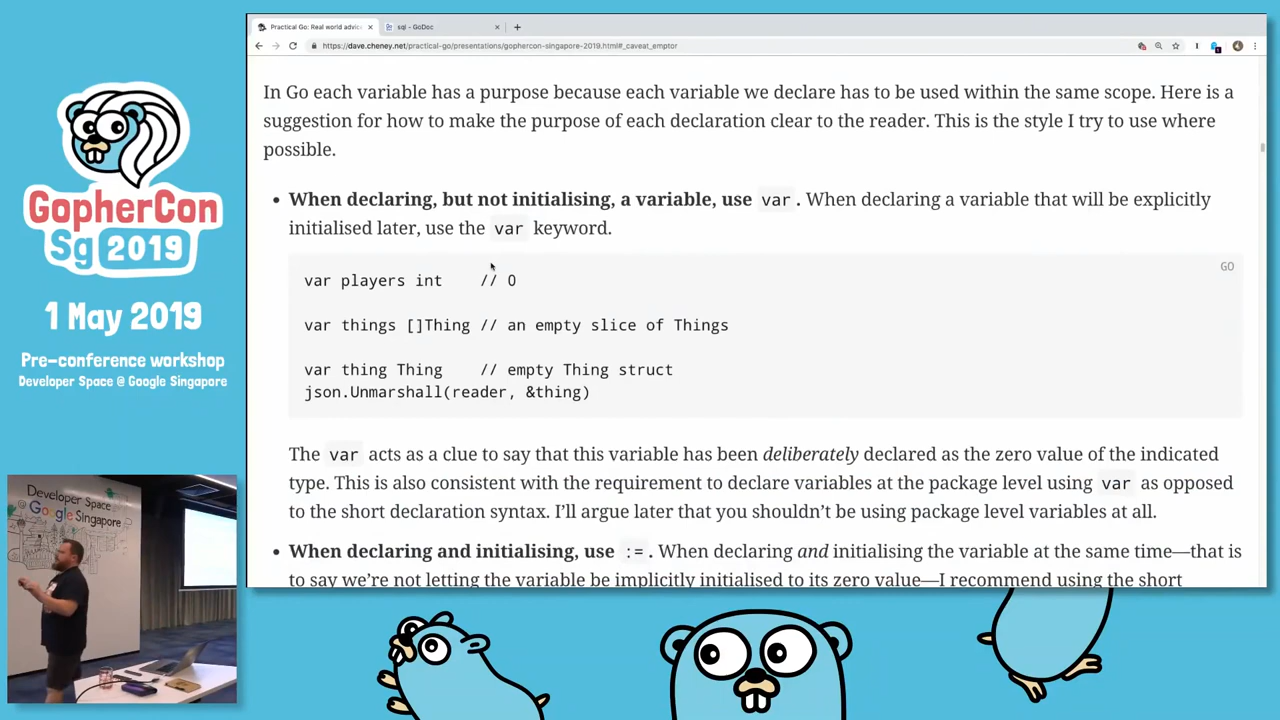 Practical Go: Real world advic
sql - GoDoc
https://dave.cheney.net/practical-go/presentations/gophercon-singapore-2019.html#_caveat_emptor
In Go each variable has a purpose because each variable we declare has to be used within the same scope. Here is a
suggestion for how to make the purpose of each declaration clear to the reader. This is the style I try to use where
possible.
• When declaring, but not initialising, a variable, use var. When declaring a variable that will be explicitly
initialised later, use the var keyword.
GO
var players int    // 0
var things []Thing // an empty slice of Things
var thing Thing    // empty Thing struct
json.Unmarshall(reader, &thing)
The var acts as a clue to say that this variable has been deliberately declared as the zero value of the indicated
type. This is also consistent with the requirement to declare variables at the package level using var as opposed
to the short declaration syntax. I’ll argue later that you shouldn’t be using package level variables at all.
• When declaring and initialising, use :=. When declaring and initialising the variable at the same time—that is
to say we’re not letting the variable be implicitly initialised to its zero value—I recommend using the short
GopherCon
Sg 2019
1 May 2019
Pre-conference workshop
Developer Space @ Google Singapore
Developer Space
@ Google Singapore